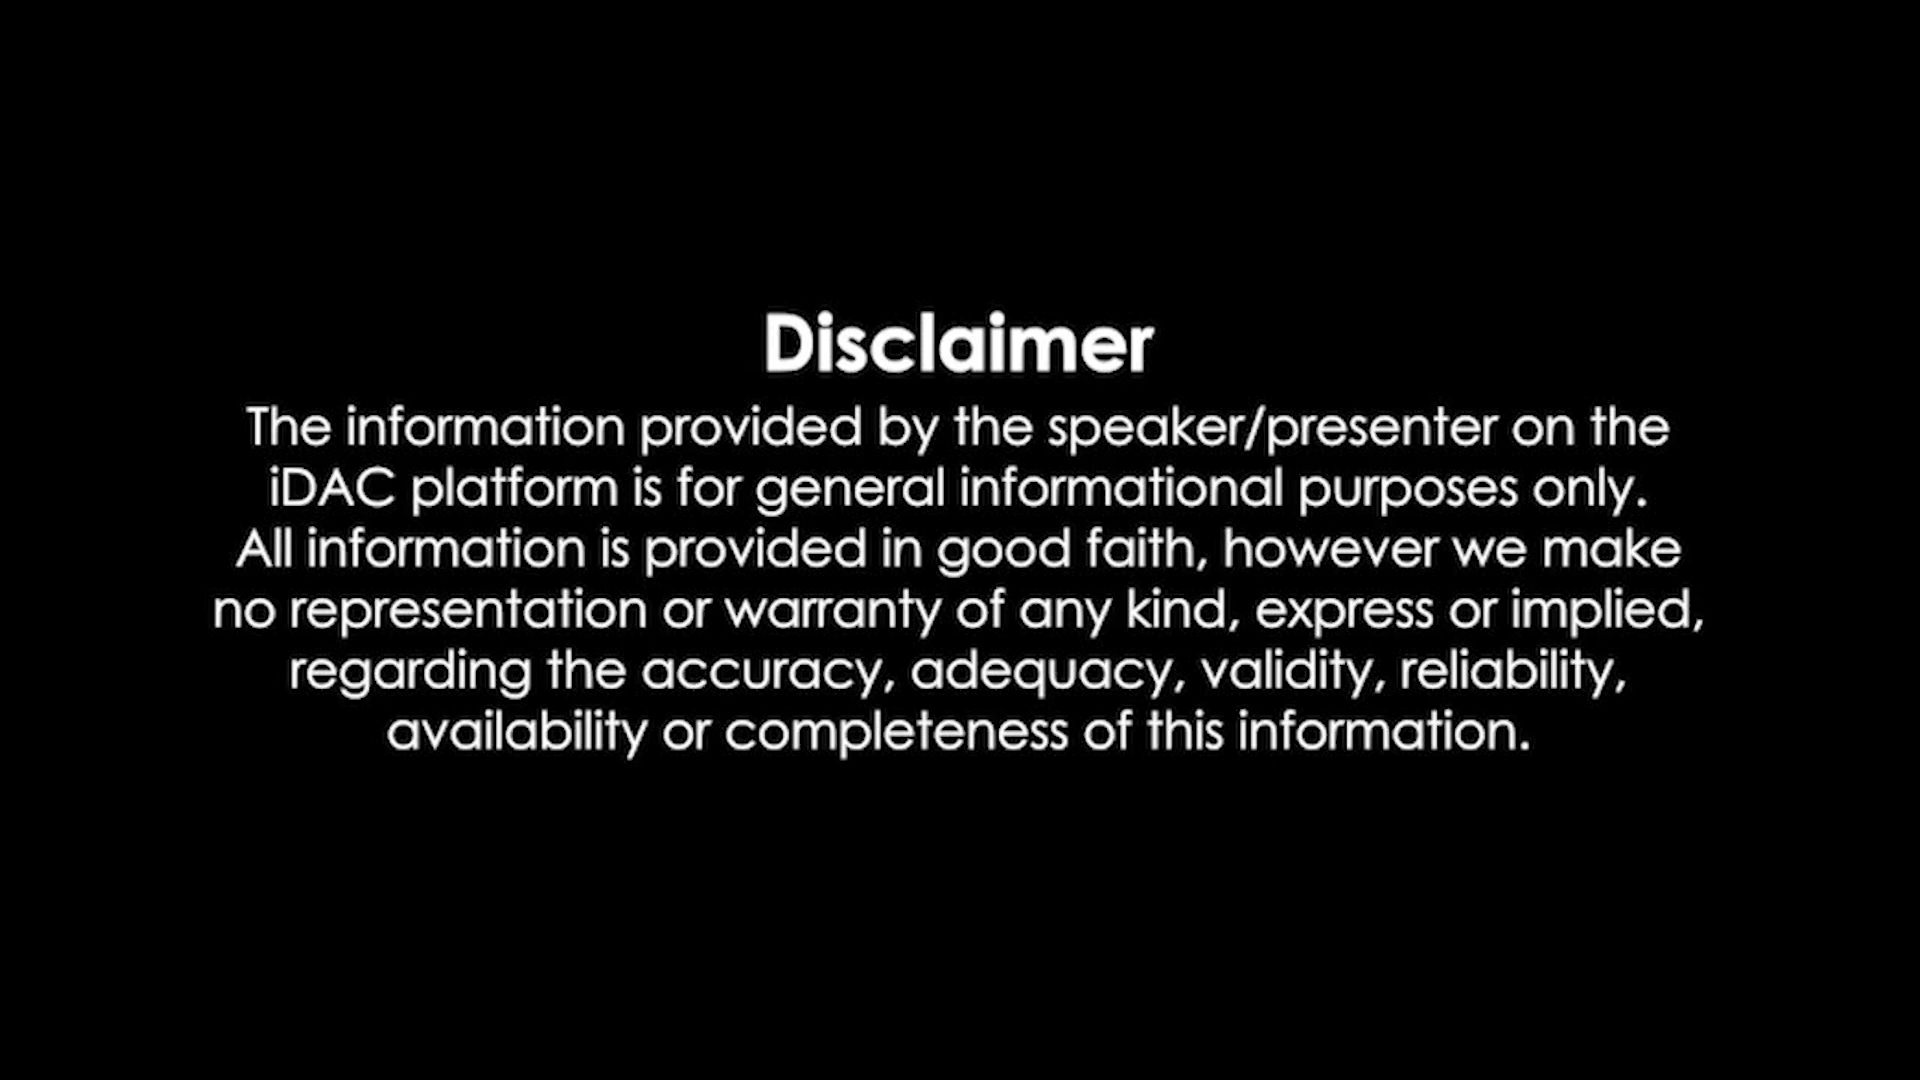 Disclaimer
The information provided by the speaker/presenter on the
iDAC platform is for general informational purposes only.
All information is provided in good faith, however we make
no representation or warranty of any kind, express or implied,
regarding the accuracy, adequacy, validity, reliability,
availability or completeness of this information.